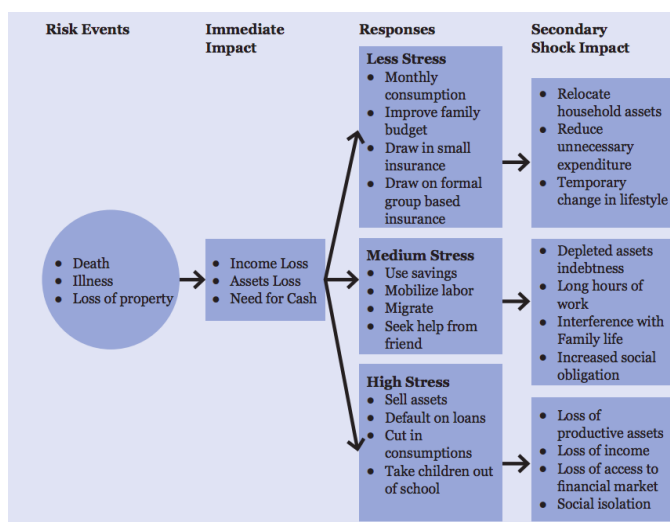 Risk Events
Immediate
Impact
Responses
Secondary
Shock Impact
● Death
● Illness
● Loss of property
● Income Loss
● Assets Loss
● Need for Cash
Less Stress
● Monthly
consumption
● Improve family
budget
● Draw in small
insurance
● Draw on formal
group based
insurance
Medium Stress
● Use savings
● Mobilize labor
● Migrate
● Seek help from
friend
High Stress
● Sell assets
● Default on loans
● Cut in
consumptions
● Take children out
of school
● Relocate
household assets
● Reduce
unnecessary
expenditure
● Temporary
change in lifestyle
● Depleted assets
indebtness
● Long hours of
work
● Interference with
Family life
● Increased social
obligation
● Loss of
productive assets
● Loss of income
● Loss of access to
financial market
● Social isolation